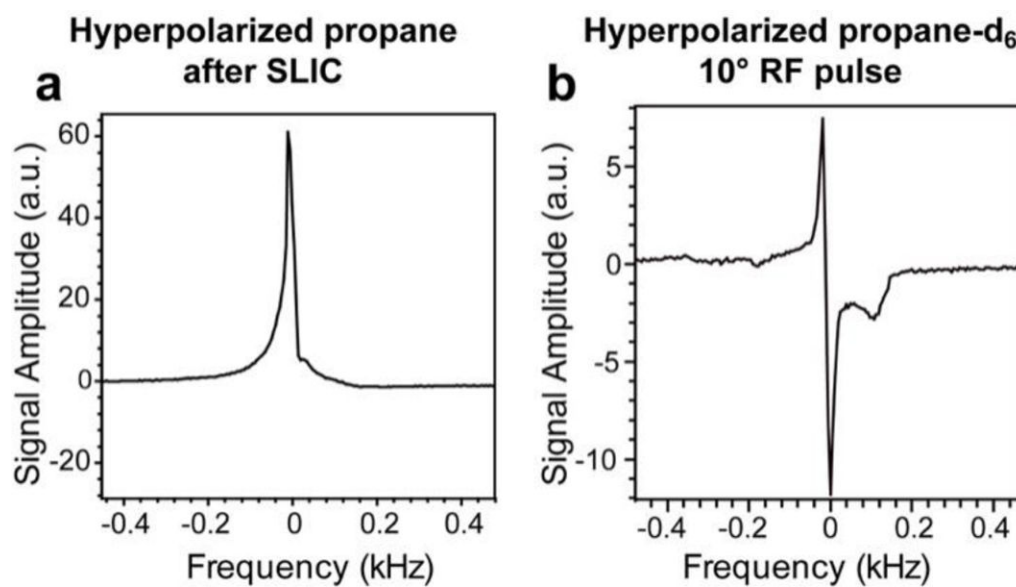 Hyperpolarized propane
after SLIC
a
Signal Amplitude (a.u.)
60
40
20
0
-20
-0.4
-0.2
0
0.2
0.4
Frequency (kHz)
Hyperpolarized propane-d₆
10° RF pulse
b
Signal Amplitude (a.u.)
5
0
-5
-10
-0.4
-0.2
0
0.2
0.4
Frequency (kHz)